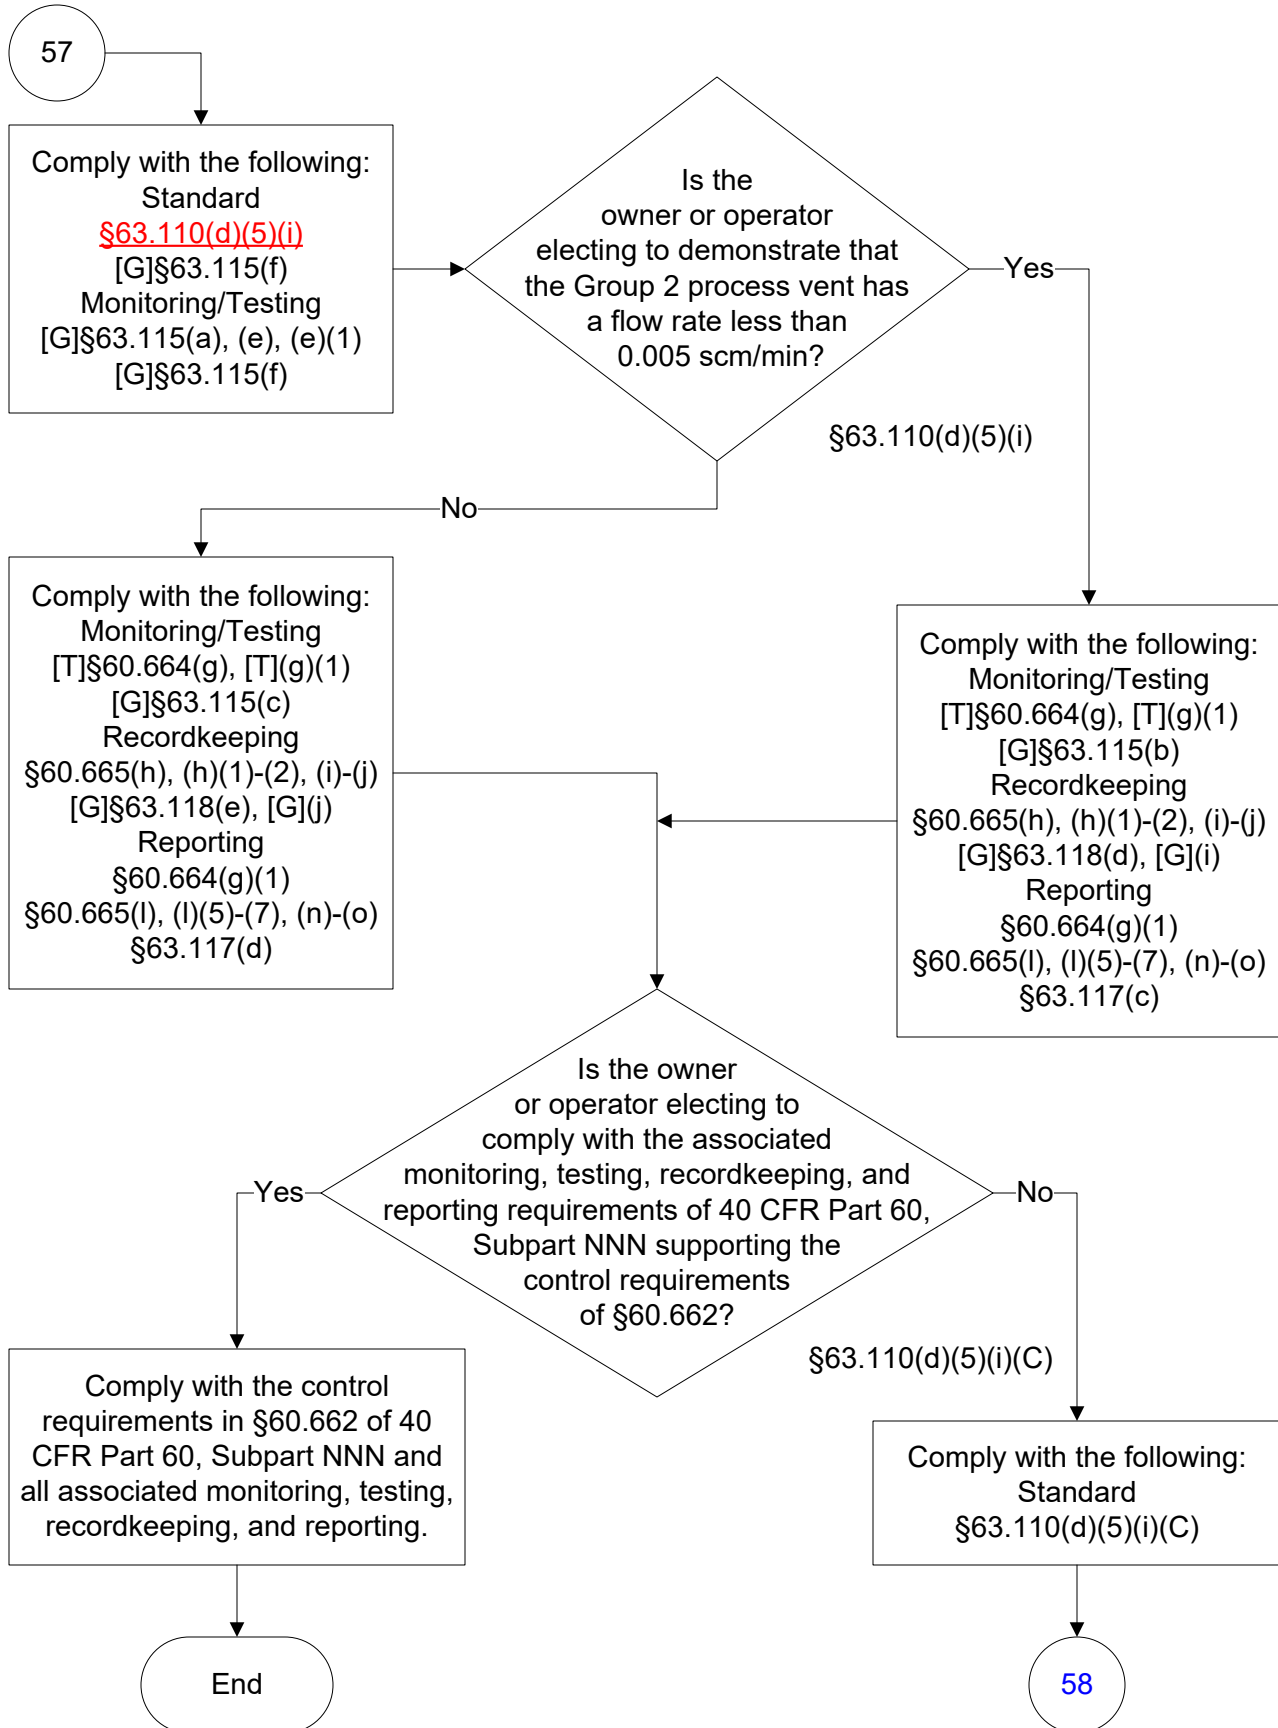 57
Comply with the following:
Standard
§63.110(d)(5)(i)
[G]§63.115(f)
Monitoring/Testing
[G]§63.115(a), (e), (e)(1)
[G]§63.115(f)
Is the
owner or operator
electing to demonstrate that
the Group 2 process vent has
a flow rate less than
0.005 scm/min?
Yes
§63.110(d)(5)(i)
No
Comply with the following:
Monitoring/Testing
[T]§60.664(g), [T](g)(1)
[G]§63.115(c)
Recordkeeping
§60.665(h), (h)(1)-(2), (i)-(j)
[G]§63.118(e), [G](j)
Reporting
§60.664(g)(1)
§60.665(l), (l)(5)-(7), (n)-(o)
§63.117(d)
Comply with the following:
Monitoring/Testing
[T]§60.664(g), [T](g)(1)
[G]§63.115(b)
Recordkeeping
§60.665(h), (h)(1)-(2), (i)-(j)
[G]§63.118(d), [G](i)
Reporting
§60.664(g)(1)
§60.665(l), (l)(5)-(7), (n)-(o)
§63.117(c)
Is the owner
or operator electing to
comply with the associated
monitoring, testing, recordkeeping, and
reporting requirements of 40 CFR Part 60,
Subpart NNN supporting the
control requirements
of §60.662?
Yes
No
§63.110(d)(5)(i)(C)
Comply with the control
requirements in §60.662 of 40
CFR Part 60, Subpart NNN and
all associated monitoring, testing,
recordkeeping, and reporting.
Comply with the following:
Standard
§63.110(d)(5)(i)(C)
End
58